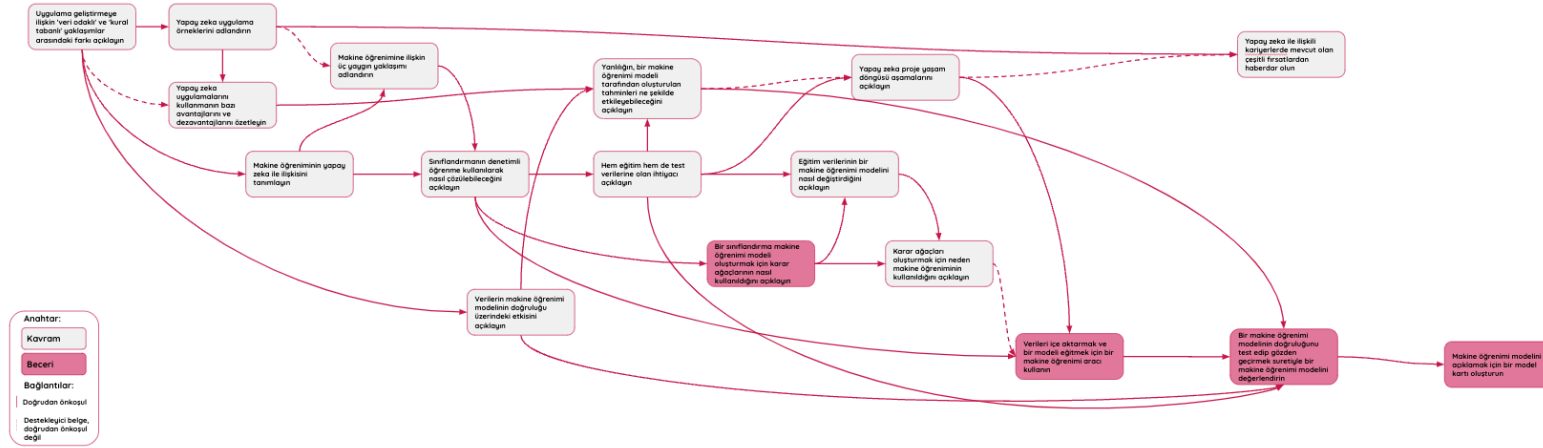 Uygulama geliştirmeye
ilişkin 'veri odaklı' ve 'kural
tabanlı' yaklaşımlar
arasındaki farkı açıklayın
Yapay zeka uygulama
örneklerini adlandırın
Yapay zeka
uygulamalarını
kullanmanın bazı
avantajlarını ve
dezavantajlarını özetleyin
Makine öğrenimine ilişkin
üç yaygın yaklaşımı
adlandırın
Makine öğreniminin yapay
zeka ile ilişkisini
tanımlayın
Sınıflandırmanın denetimli
öğrenme kullanılarak
nasıl çözülebileceğini
açıklayın
Verilerin makine öğrenimi
modelinin doğruluğu
üzerindeki etkisini
açıklayın
Yanlılığın, bir makine
öğrenimi modeli
tarafından oluşturulan
tahminleri ne şekilde
etkileyebileceğini
açıklayın
Hem eğitim hem de test
verilerine olan ihtiyacı
açıklayın
Bir sınıflandırma makine
öğrenimi modeli
oluşturmak için karar
ağaçlarının nasıl
kullanıldığını açıklayın
Yapay zeka proje yaşam
döngüsü aşamalarını
açıklayın
Eğitim verilerinin bir
makine öğrenimi modelini
nasıl değiştirdiğini
açıklayın
Karar ağaçları
oluşturmak için neden
makine öğreniminin
kullanıldığını açıklayın
Verileri içe aktarmak ve
bir modeli eğitmek için bir
makine öğrenimi aracı
kullanın
Yapay zeka ile ilişkili
kariyerlerde mevcut olan
çeşitli fırsatlardan
haberdar olun
Bir makine öğrenimi
modelinin doğruluğunu
test edip gözden
geçirmek suretiyle bir
makine öğrenimi modelini
değerlendirin
Makine öğrenimi modelini
açıklamak için bir model
kartı oluşturun
Anahtar:
Kavram
Beceri
Bağlantılar:
Doğrudan önkoşul
Destekleyici belge,
doğrudan önkoşul
değil